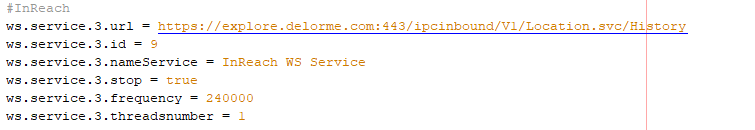 #InReach
ws.service.3.url = https://explore.delorme.com:443/ipcinbound/V1/Location.svc/History
ws.service.3.id = 9
ws.service.3.nameService = InReach WS Service
ws.service.3.stop = true
ws.service.3.frequency = 240000
ws.service.3.threadsnumber = 1